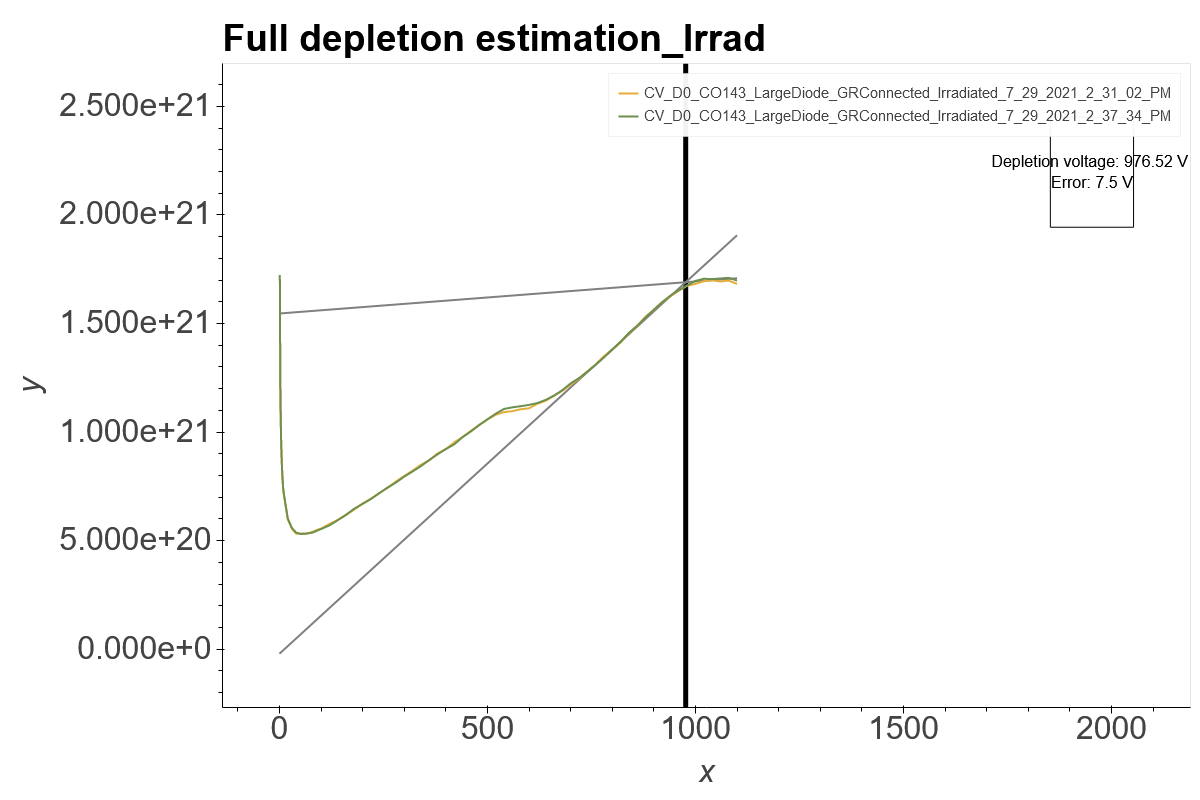 Full depletion estimation_Irrad
CV_D0_CO143_LargeDiode_GRConnected_Irradiated_7_29_2021_2_31_02_PM
CV_D0_CO143_LargeDiode_GRConnected_Irradiated_7_29_2021_2_37_34_PM
Depletion voltage: 976.52 V
Error: 7.5 V
2.500e+21
2.000e+21
1.500e+21
1.000e+21
5.000e+20
0.000e+0
y
0 500 1000 1500 2000
x